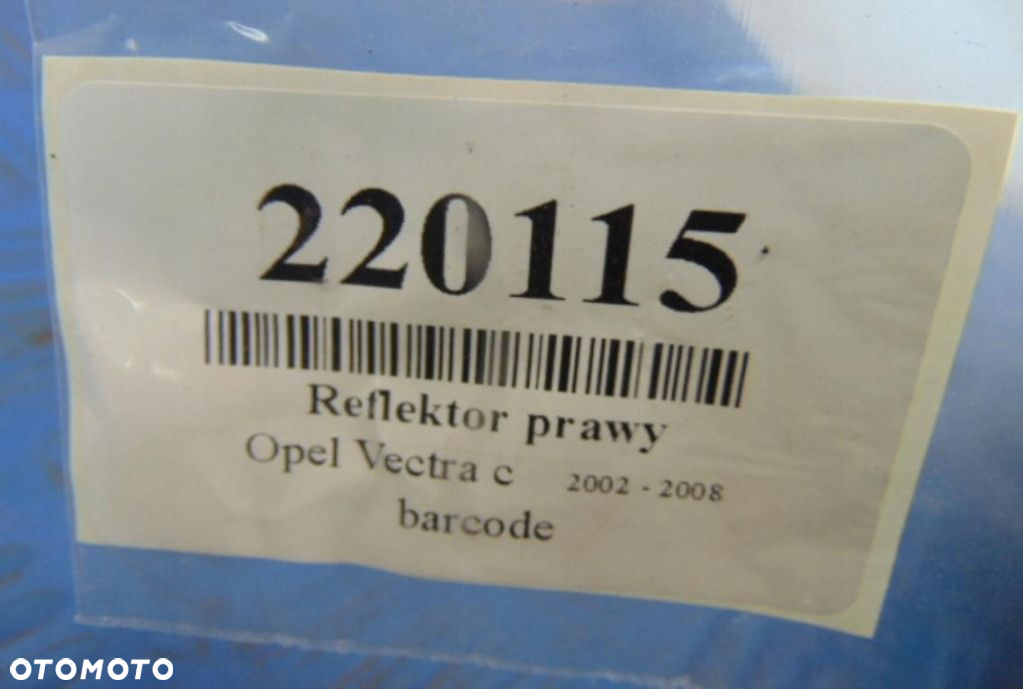 220115
Reflektor prawy
Opel Vectra c 2002 - 2008
barcode
OTOMOTO